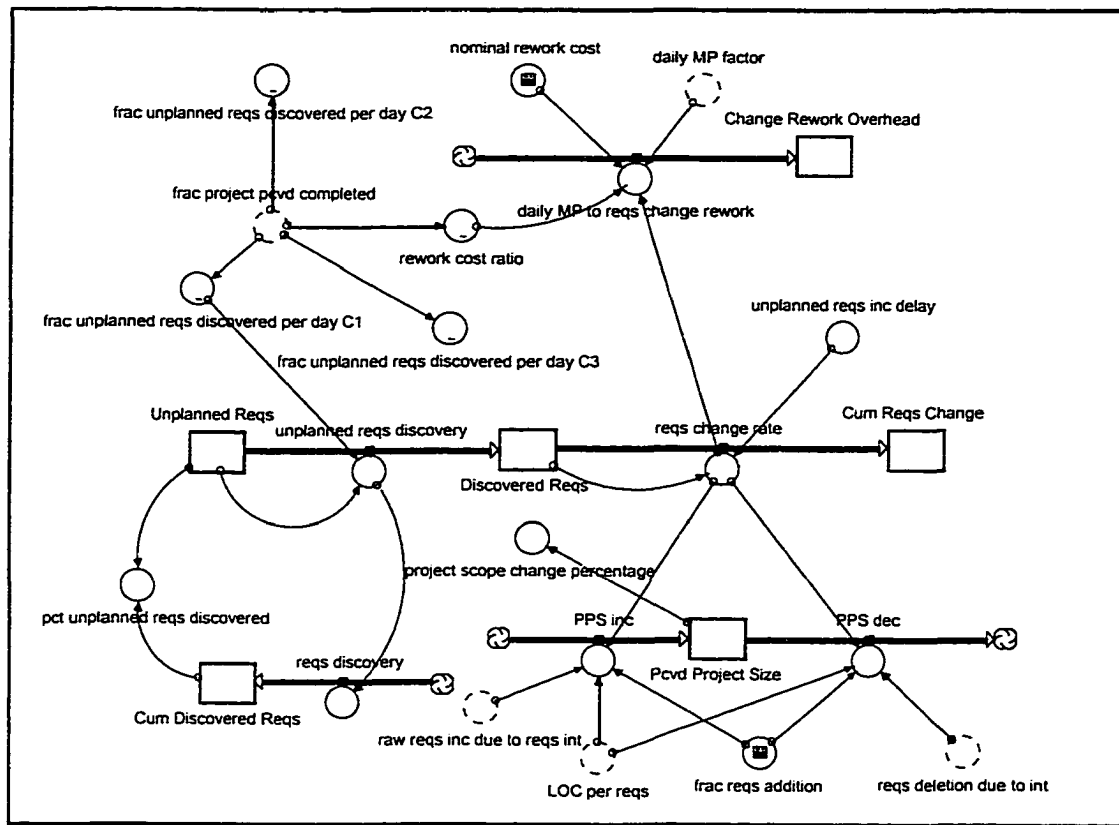 nominal rework cost
daily MP factor
frac unplanned reqs discovered per day C2
Change Rework Overhead
frac project pcvd completed
daily MP to reqs change rework
rework cost ratio
unplanned reqs inc delay
frac unplanned reqs discovered per day C1
frac unplanned reqs discovered per day C3
Unplanned Reqs
unplanned reqs discovery
reqs change rate
Cum Reqs Change
Discovered Reqs
project scope change percentage
pct unplanned reqs discovered
PPS inc
PPS dec
reqs discovery
Pcvd Project Size
Cum Discovered Reqs
raw reqs inc due to reqs int
LOC per reqs
frac reqs addition
reqs deletion due to int